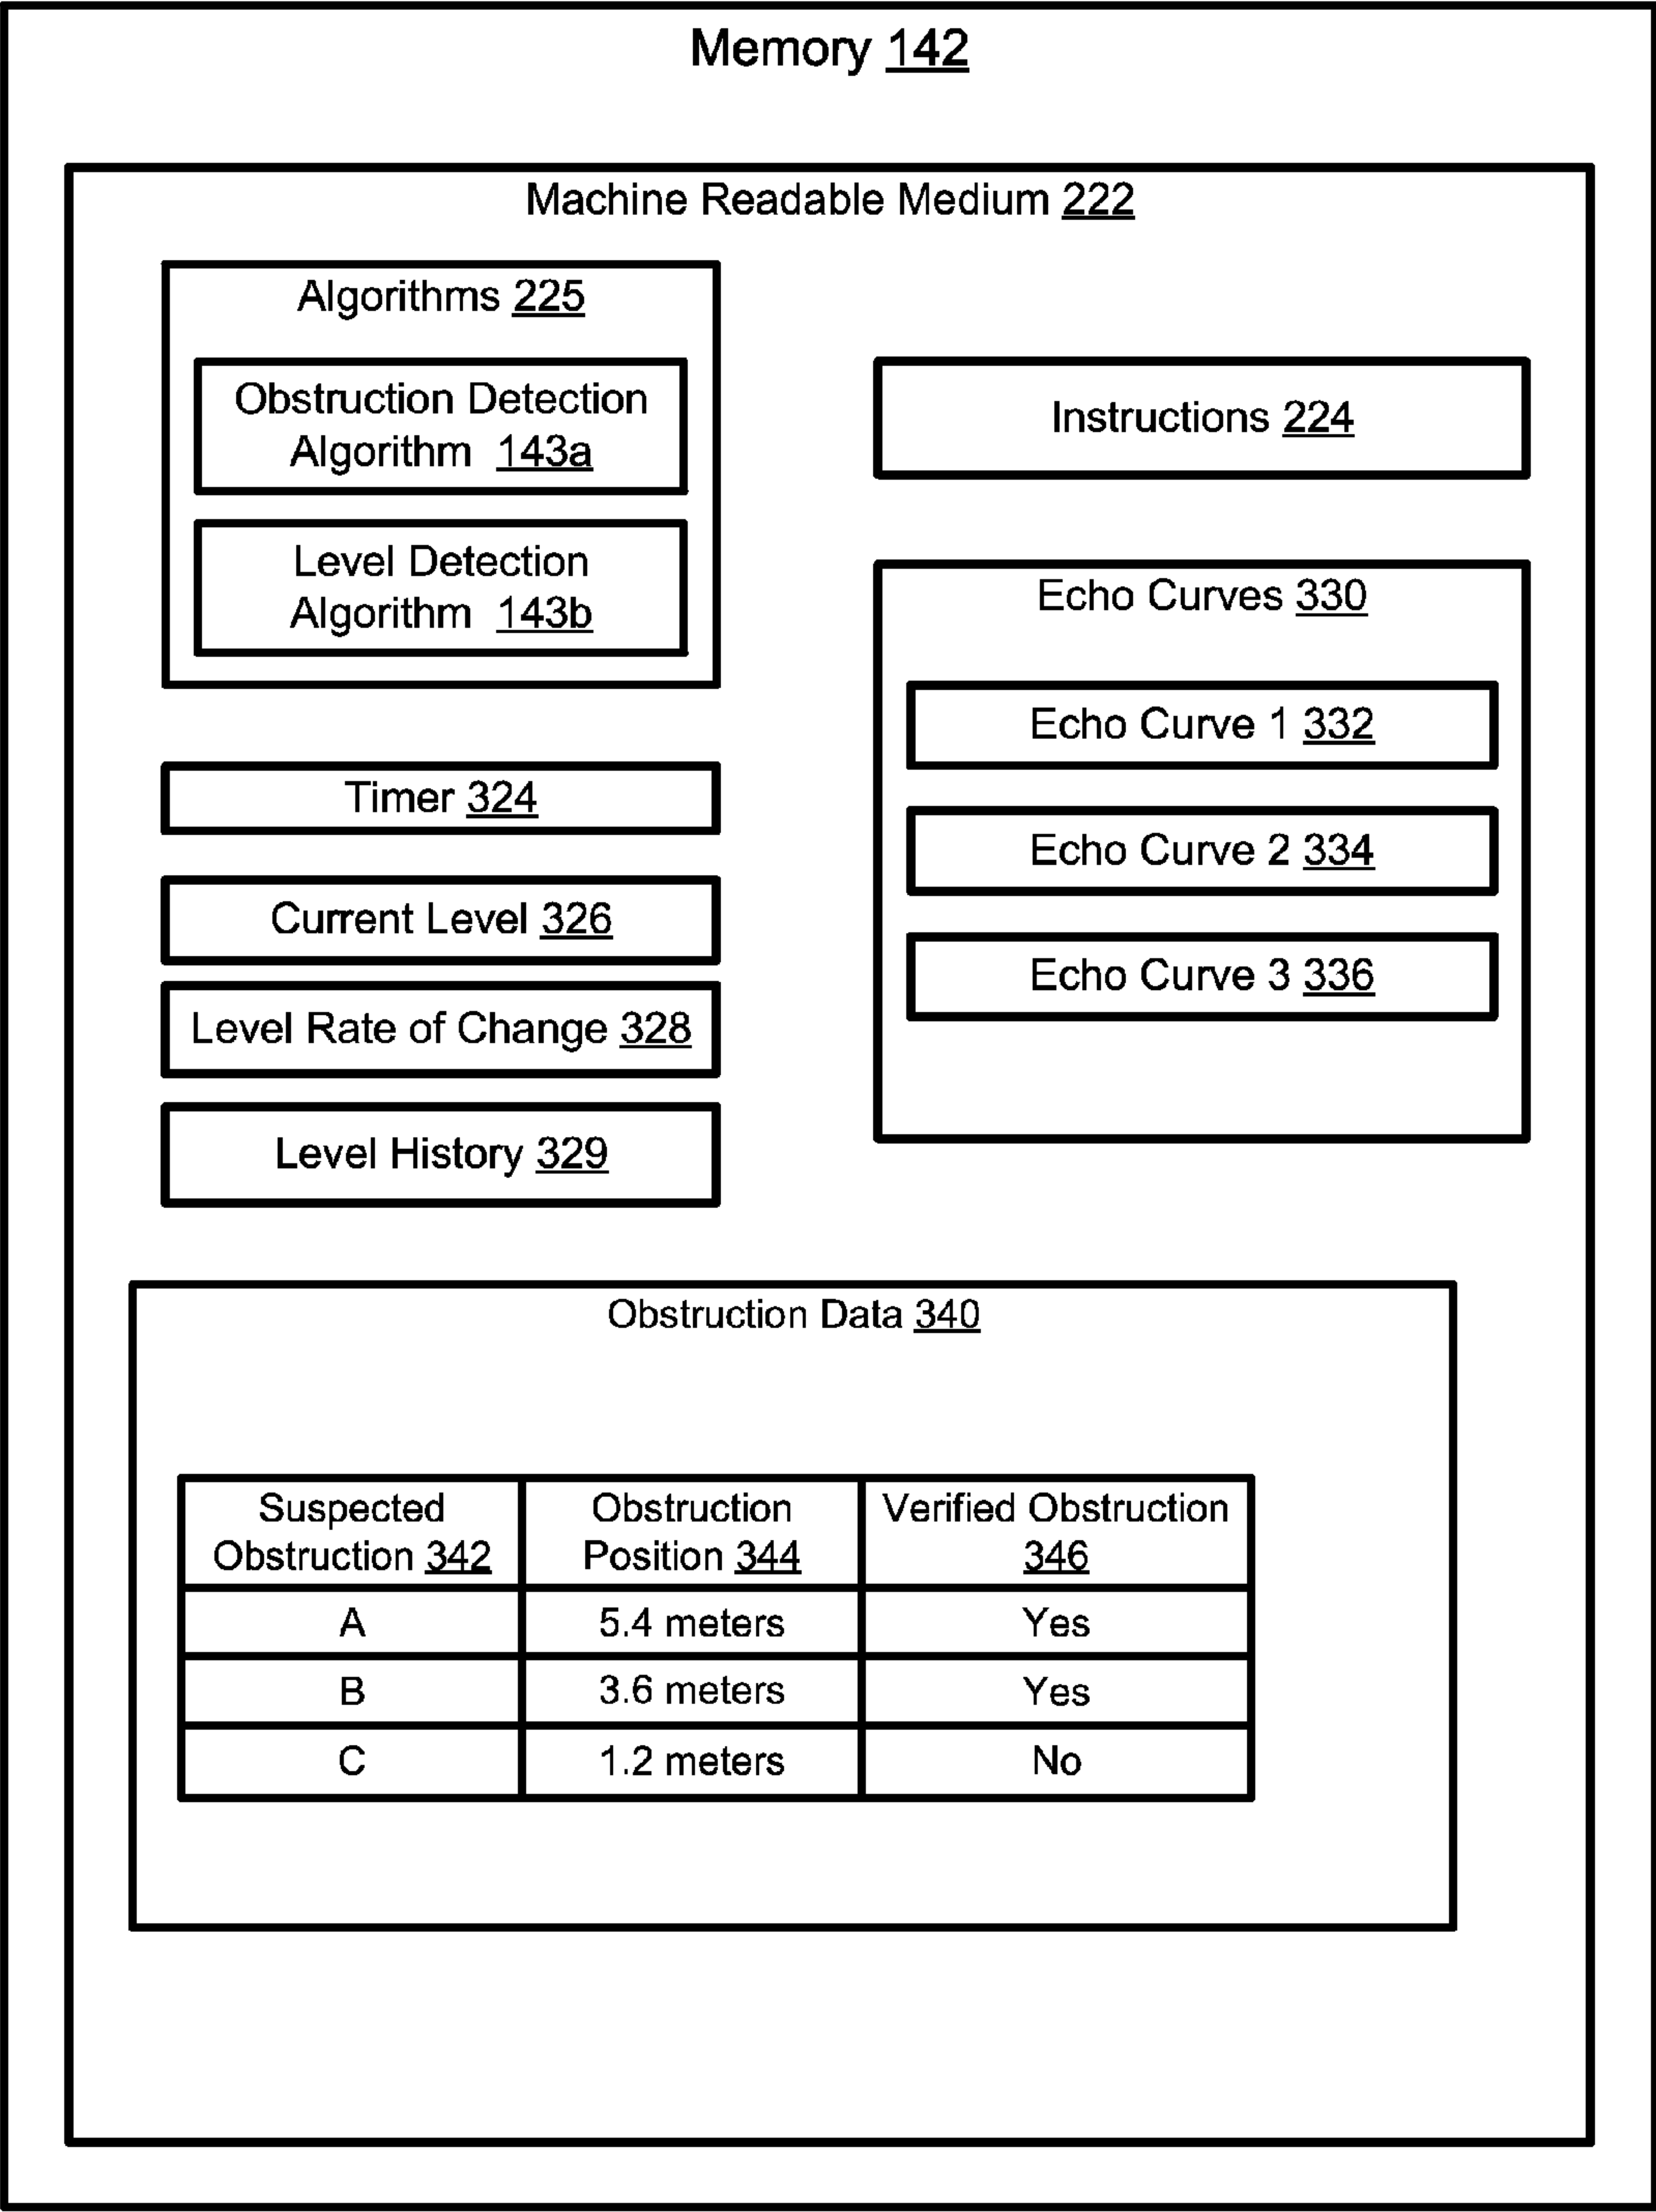 Memory 142
Machine Readable Medium 222
Algorithms 225
Obstruction Detection
Algorithm 143a
Level Detection
Algorithm 143b
Timer 324
Current Level 326
Level Rate of Change 328
Level History 329
Instructions 224
Echo Curves 330
Echo Curve 1 332
Echo Curve 2 334
Echo Curve 3 336
Obstruction Data 340
Suspected
Obstruction 342
Obstruction
Position 344
Verified Obstruction
346
A
5.4 meters
Yes
B
3.6 meters
Yes
C
1.2 meters
No